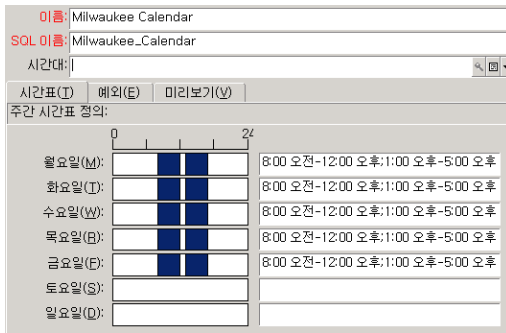 이름: Milwaukee Calendar
SQL 이름: Milwaukee_Calendar
시간대:
시간표(T) 예외(E) 미리보기(V)
주간 시간표 정의:
0 24
월요일(M): 8:00 오전-12:00 오후;1:00 오후-5:00 오후
화요일(T): 8:00 오전-12:00 오후;1:00 오후-5:00 오후
수요일(W): 8:00 오전-12:00 오후;1:00 오후-5:00 오후
목요일(R): 8:00 오전-12:00 오후;1:00 오후-5:00 오후
금요일(F): 8:00 오전-12:00 오후;1:00 오후-5:00 오후
토요일(S):
일요일(D):